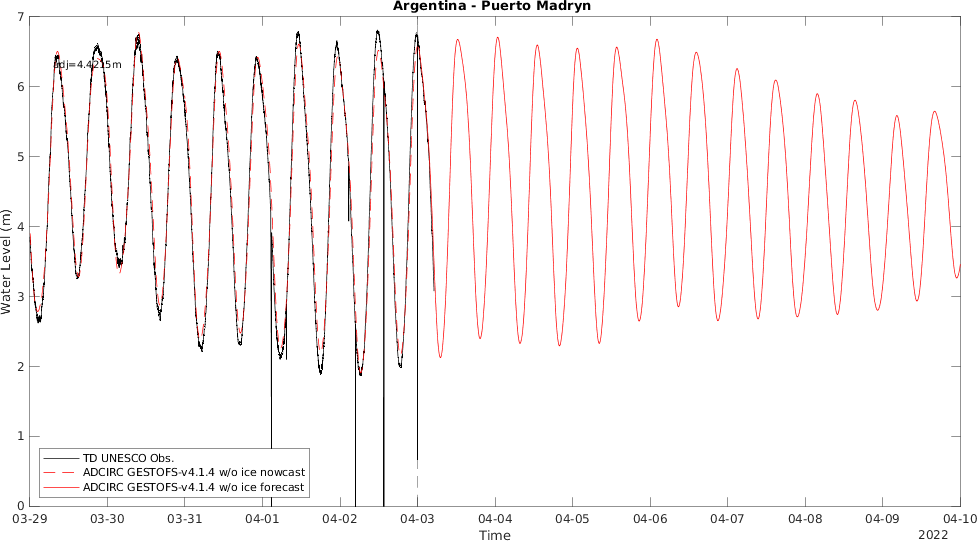 Argentina - Puerto Madryn
7
6
5
4
3
2
1
0
Water Level (m)
adj=4.4215m
TD UNESCO Obs.
ADCIRC GESTOFS-v4.1.4 w/o ice nowcast
ADCIRC GESTOFS-v4.1.4 w/o ice forecast
03-29 03-30 03-31 04-01 04-02 04-03 04-04 04-05 04-06 04-07 04-08 04-09 04-10
Time
2022